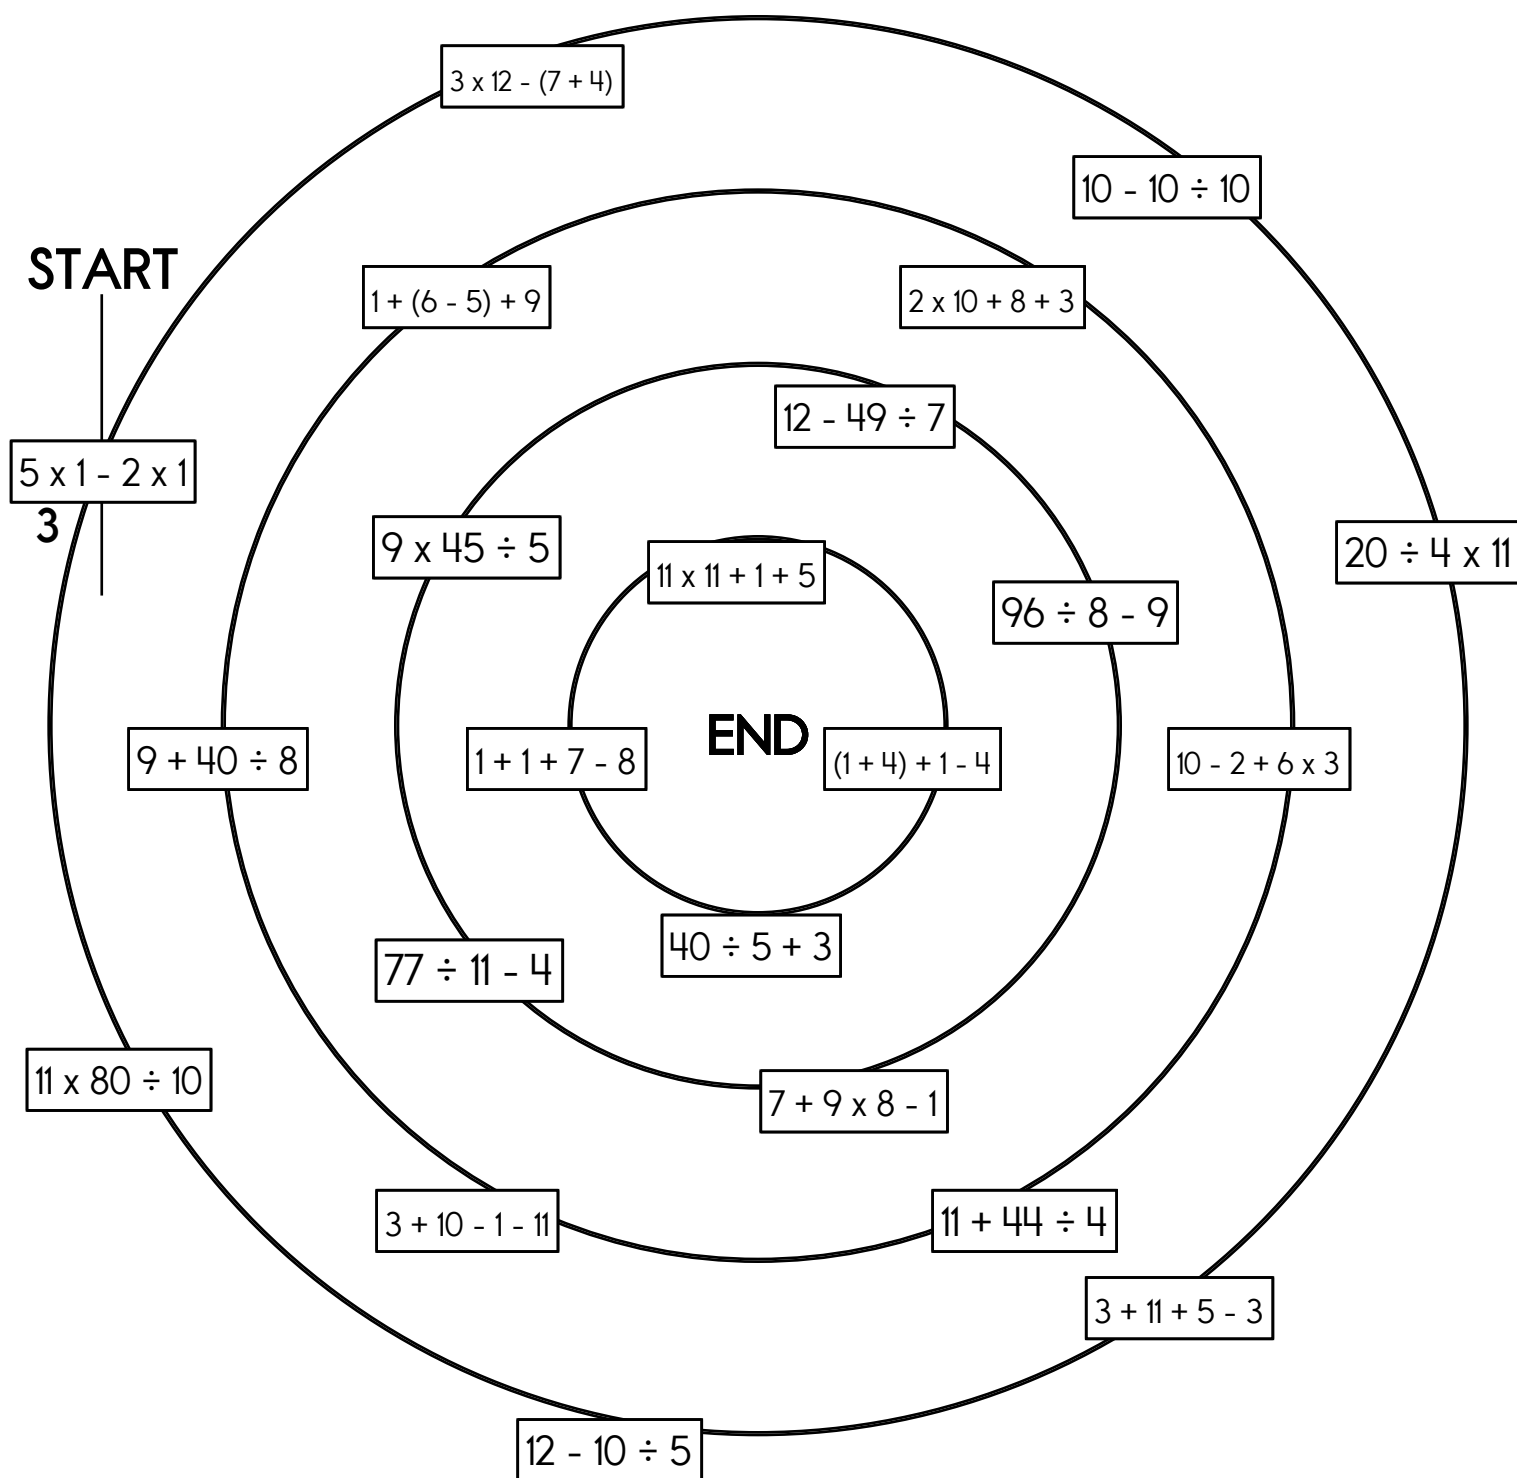 3 x 12 - (7 + 4)
10 - 10 ÷ 10
START
1 + (6 - 5) + 9
2 x 10 + 8 + 3
12 - 49 ÷ 7
5 x 1 - 2 x 1
3
9 x 45 ÷ 5
20 ÷ 4 x 11
11 x 11 + 1 + 5
96 ÷ 8 - 9
END
9 + 40 ÷ 8
1 + 1 + 7 - 8
(1 + 4) + 1 - 4
10 - 2 + 6 x 3
40 ÷ 5 + 3
77 ÷ 11 - 4
11 x 80 ÷ 10
7 + 9 x 8 - 1
3 + 10 - 1 - 11
11 + 44 ÷ 4
3 + 11 + 5 - 3
12 - 10 ÷ 5